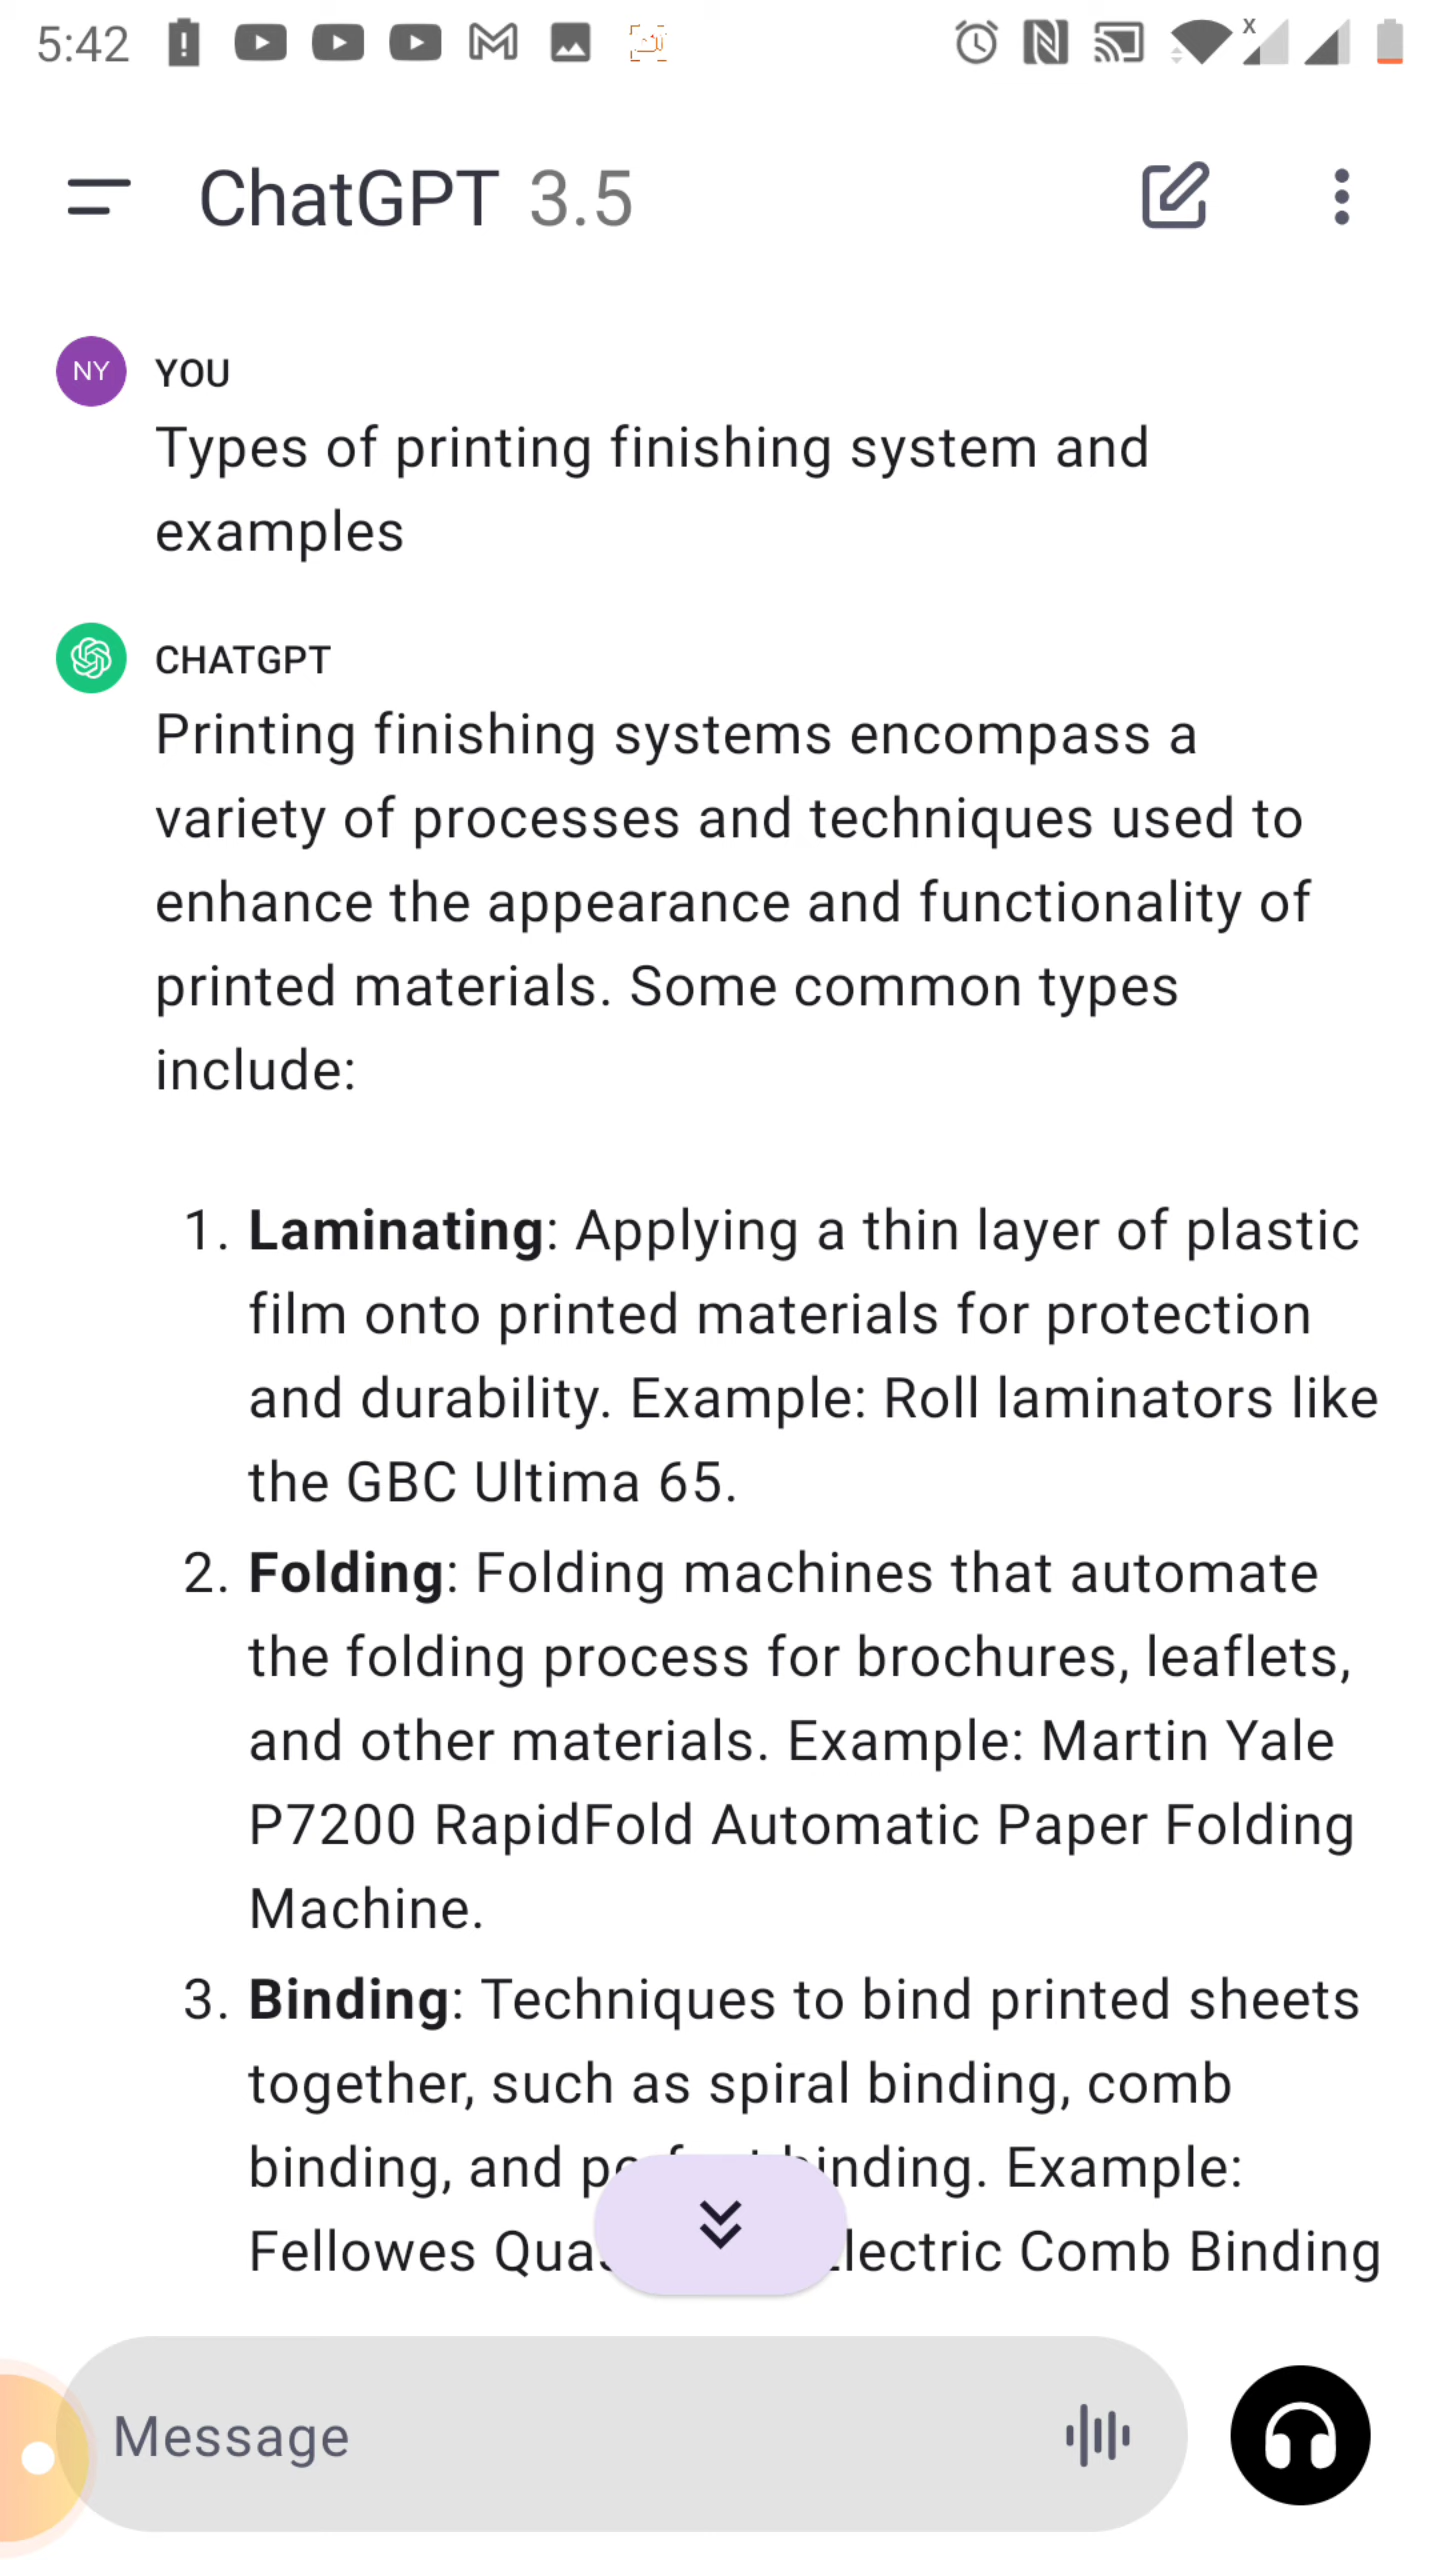 5:42
x
ChatGPT 3.5
NY YOU
Types of printing finishing system and
examples
CHATGPT
Printing finishing systems encompass a
variety of processes and techniques used to
enhance the appearance and functionality of
printed materials. Some common types
include:
1. Laminating: Applying a thin layer of plastic
film onto printed materials for protection
and durability. Example: Roll laminators like
the GBC Ultima 65.
2. Folding: Folding machines that automate
the folding process for brochures, leaflets,
and other materials. Example: Martin Yale
P7200 RapidFold Automatic Paper Folding
Machine.
3. Binding: Techniques to bind printed sheets
together, such as spiral binding, comb
binding, and binding. Example:
Fellowes Comb Binding
Message